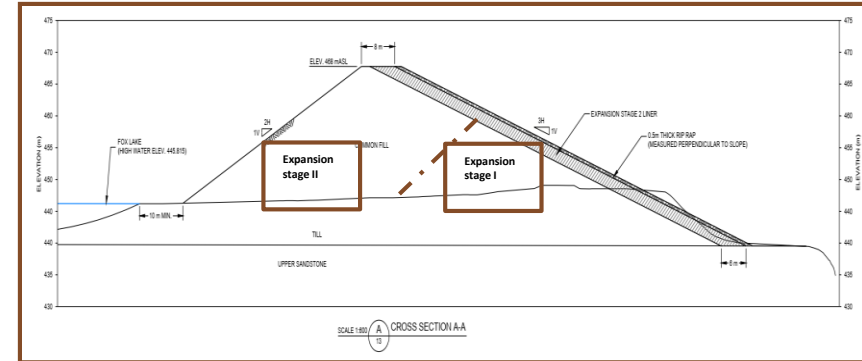 475
470
465
460
455
450
445
440
435
430
ELEVATION (m)
8 m
ELEV. 468 mASL
2H
1V
3H
1V
EXPANSION STAGE 2 LINER
0.5m THICK RIP RAP
(MEASURED PERPENDICULAR TO SLOPE)
FOX LAKE
(HIGH WATER ELEV. 445.815)
Expansion
stage II
MMON FILL
Expansion
stage I
10 m MIN.
TILL
UPPER SANDSTONE
475
470
465
460
455
450
445
440
435
430
ELEVATION (m)
SCALE 1:600
A
13
CROSS SECTION A-A